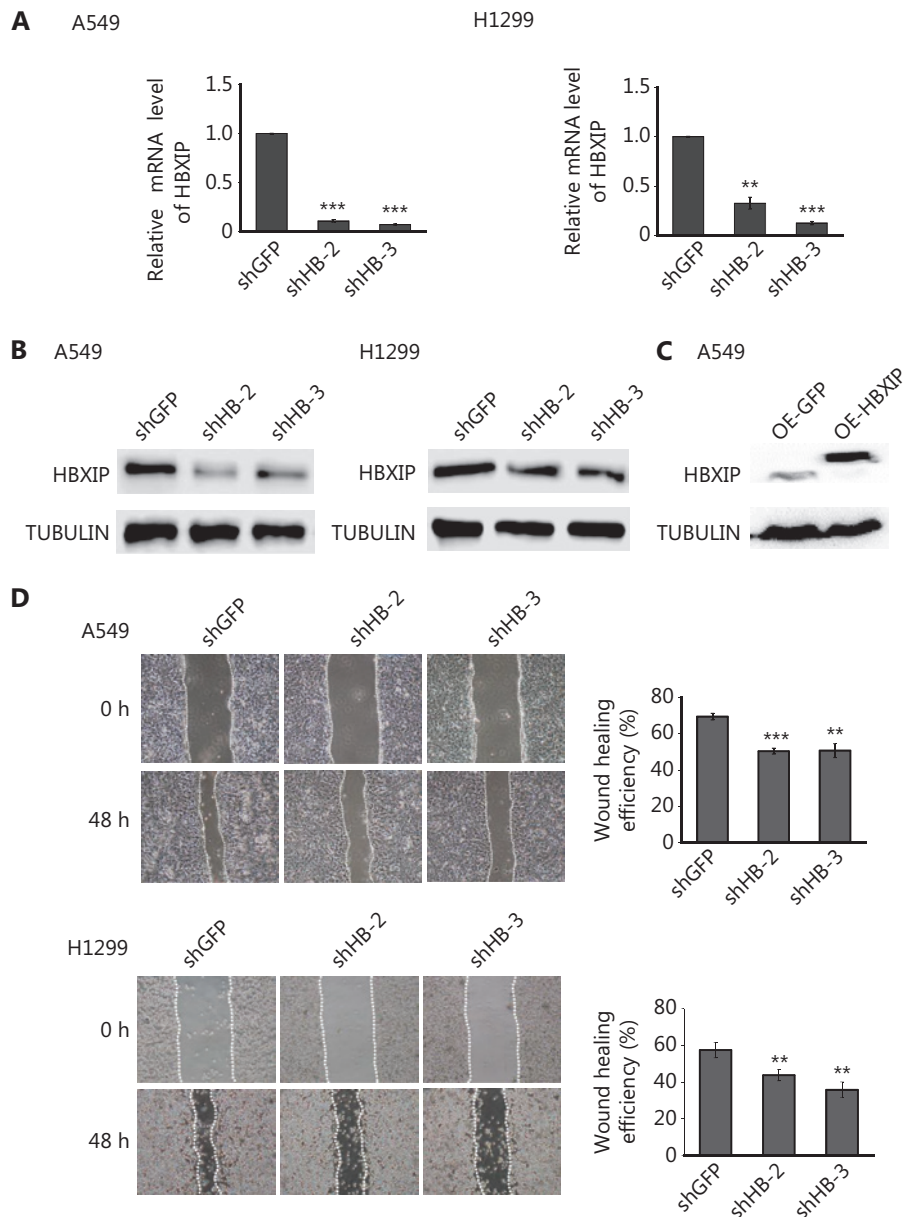 A A549 H1299
Relative mRNA level
of HBXIP
1.5
1.0
0.5
0
***
***
shGFP
shHB-2
shHB-3
Relative mRNA level
of HBXIP
1.5
1.0
0.5
0
**
***
shGFP
shHB-2
shHB-3
B A549
shGFP
shHB-2
shHB-3
HBXIP
TUBULIN
H1299
shGFP
shHB-2
shHB-3
HBXIP
TUBULIN
C A549
OE-GFP
OE-HBXIP
HBXIP
TUBULIN
D
A549
shGFP
shHB-2
shHB-3
0 h
48 h
Wound healing
efficiency (%)
80
60
40
20
0
***
**
shGFP
shHB-2
shHB-3
H1299
shGFP
shHB-2
shHB-3
0 h
48 h
Wound healing
efficiency (%)
80
60
40
20
0
**
**
shGFP
shHB-2
shHB-3